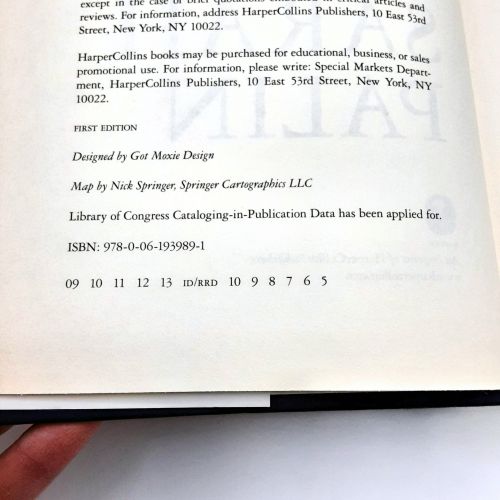 except in the case of brief quotations embodied in critical articles and
reviews. For information, address HarperCollins Publishers, 10 East 53rd
Street, New York, NY 10022.
HarperCollins books may be purchased for educational, business, or sales
promotional use. For information, please write: Special Markets Depart-
ment, HarperCollins Publishers, 10 East 53rd Street, New York, NY
10022.
FIRST EDITION
Designed by Got Moxie Design
Map by Nick Springer, Springer Cartographics LLC
Library of Congress Cataloging-in-Publication Data has been applied for.
ISBN: 978-0-06-193989-1
09 10 11 12 13 ID/RRD 10 9 8 7 6 5
SARAH
PALIN